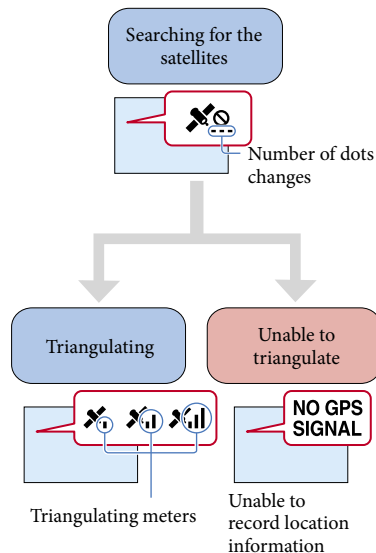 Searching for the
satellites
Number of dots
changes
Triangulating
Unable to
triangulate
NO GPS
SIGNAL
Triangulating meters
Unable to
record location
information